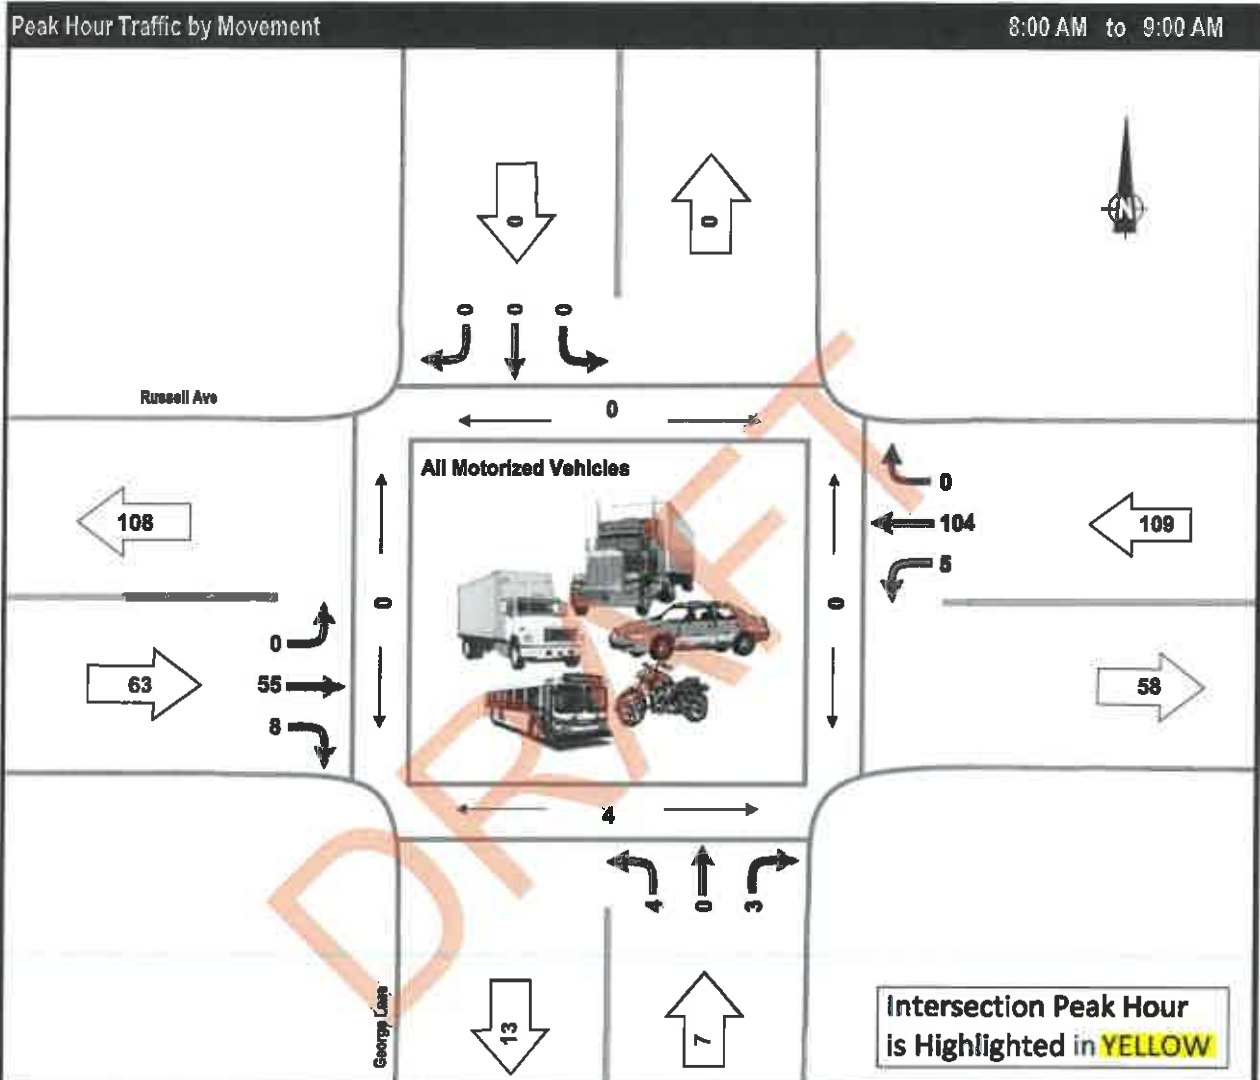 Peak Hour Traffic by Movement 8:00 AM to 9:00 AM
N
0 0
0 0 0
Russell Ave
0
All Motorized Vehicles
0
108
104
109
5
0
0
0
63
55
58
8
4
4 0 3
George Lane
13
7
Intersection Peak Hour
is Highlighted in YELLOW
DRAFT